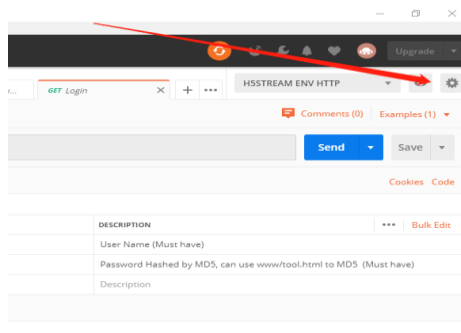 Upgrade
y... GET Login H5STREAM ENV HTTP
Comments (0) Examples (1)
Send Save
Cookies Code
DESCRIPTION Bulk Edit
User Name (Must have)
Password Hashed by MD5, can use www/tool.html to MD5 (Must have)
Description